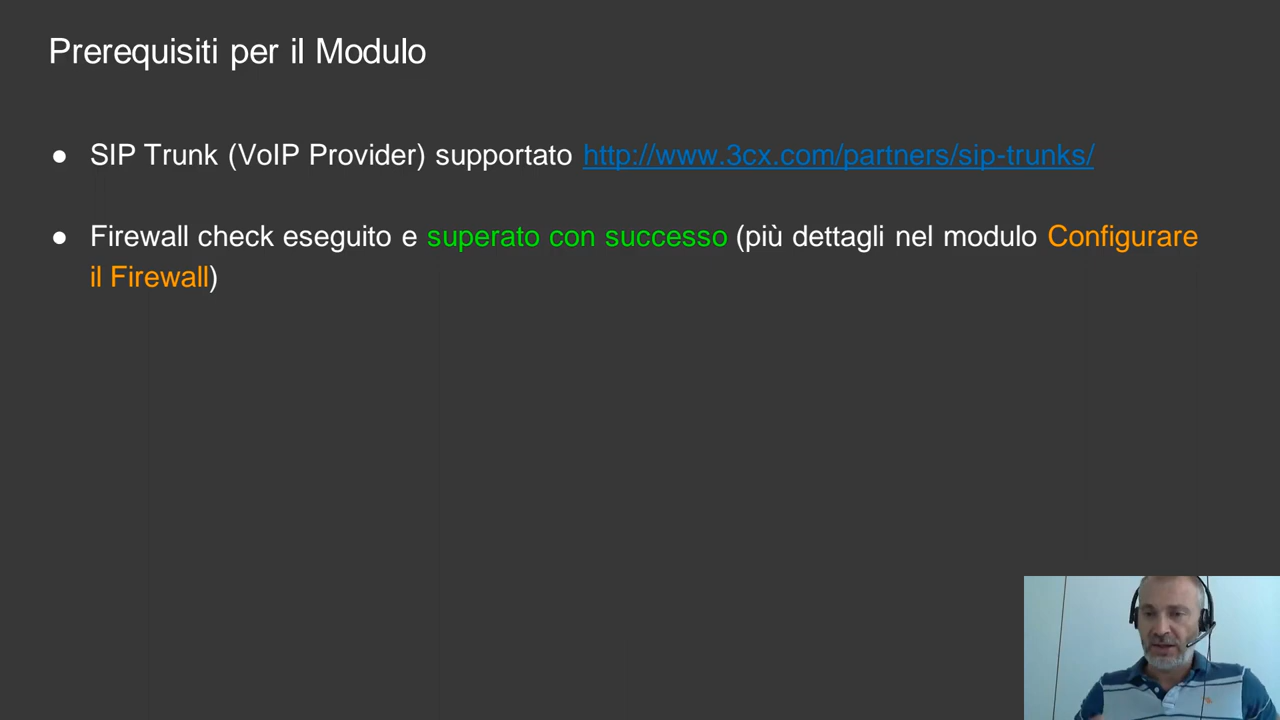 Prerequisiti per il Modulo
● SIP Trunk (VoIP Provider) supportato http://www.3cx.com/partners/sip-trunks/
● Firewall check eseguito e superato con successo (più dettagli nel modulo Configurare
il Firewall)